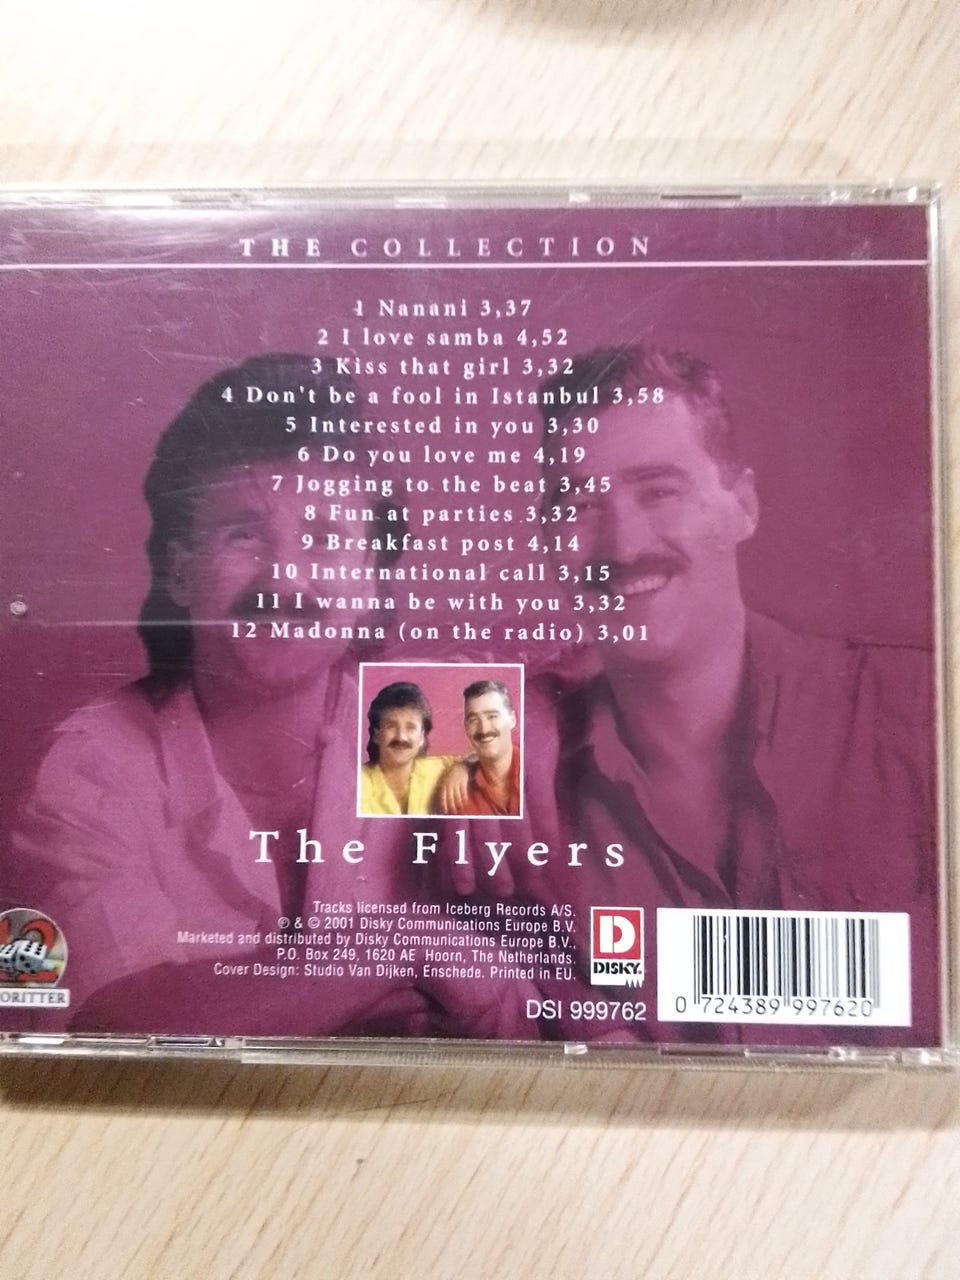 THE COLLECTION
1 Nanani 3,37
2 I love samba 4,52
3 Kiss that girl 3,32
4 Don't be a fool in Istanbul 3,58
5 Interested in you 3,30
6 Do you love me 4,19
7 Jogging to the beat 3,45
8 Fun at parties 3,32
9 Breakfast post 4,14
10 International call 3,15
11 I wanna be with you 3,32
12 Madonna (on the radio) 3,01
The Flyers
Tracks licensed from Iceberg Records A/S.
℗ & © 2001 Disky Communications Europe B.V.
Marketed and distributed by Disky Communications Europe B.V.,
P.O. Box 249, 1620 AE Hoorn, The Netherlands.
Cover Design: Studio Van Dijken, Enschede. Printed in EU.
D
DISKY
DSI 999762
0 724389 997620
ORITTER